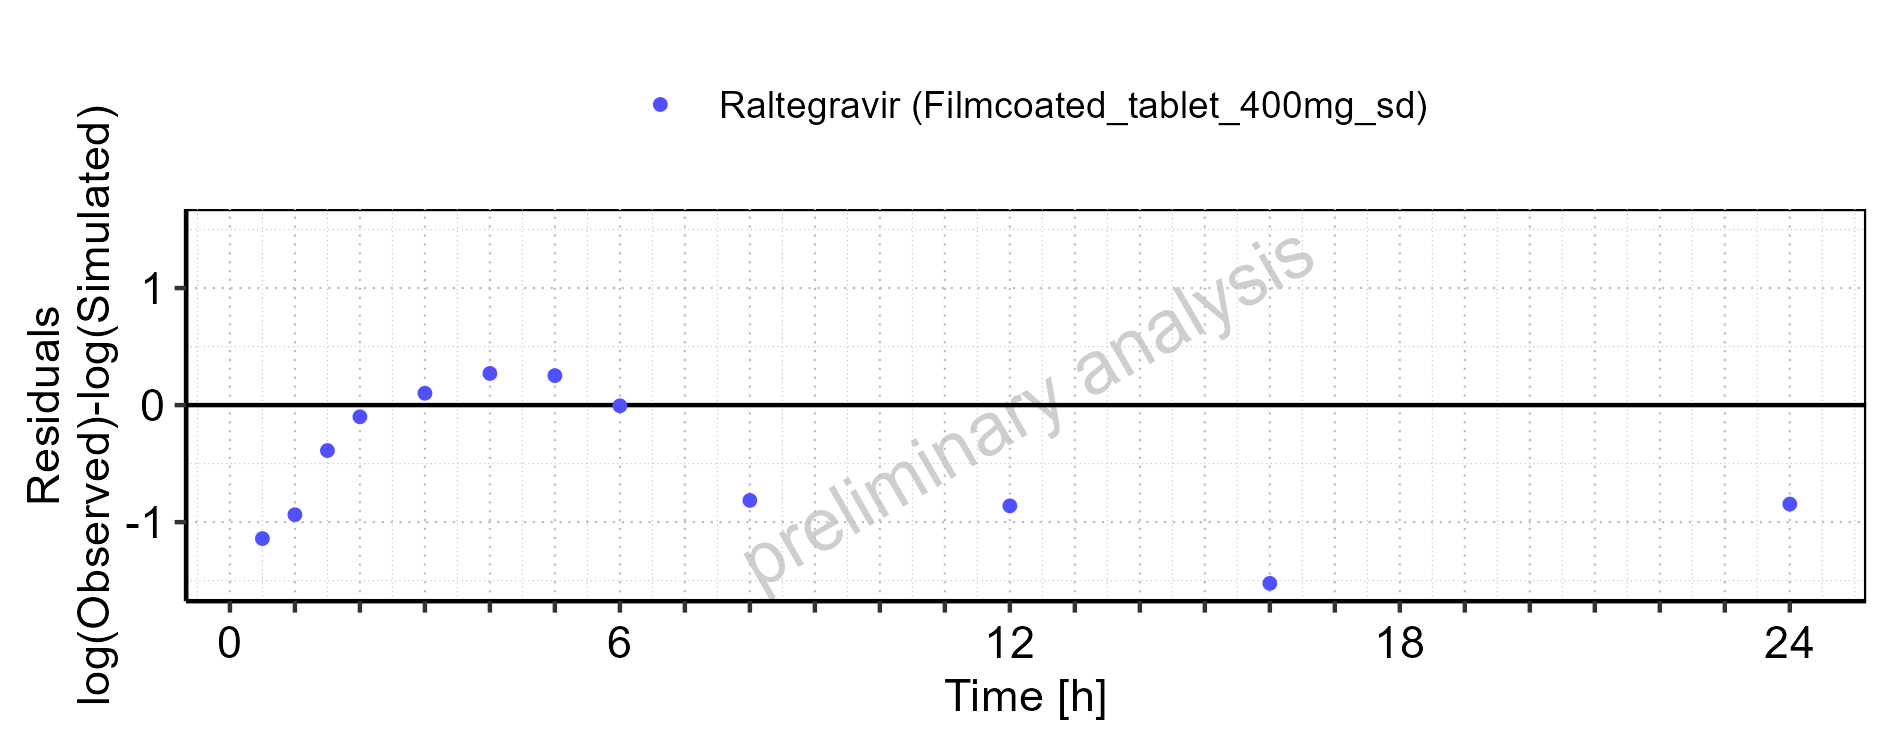 Raltegravir (Filmcoated_tablet_400mg_sd)
Residuals
log(Observed)-log(Simulated)
1
0
-1
preliminary analysis
0 6 12 18 24
Time [h]